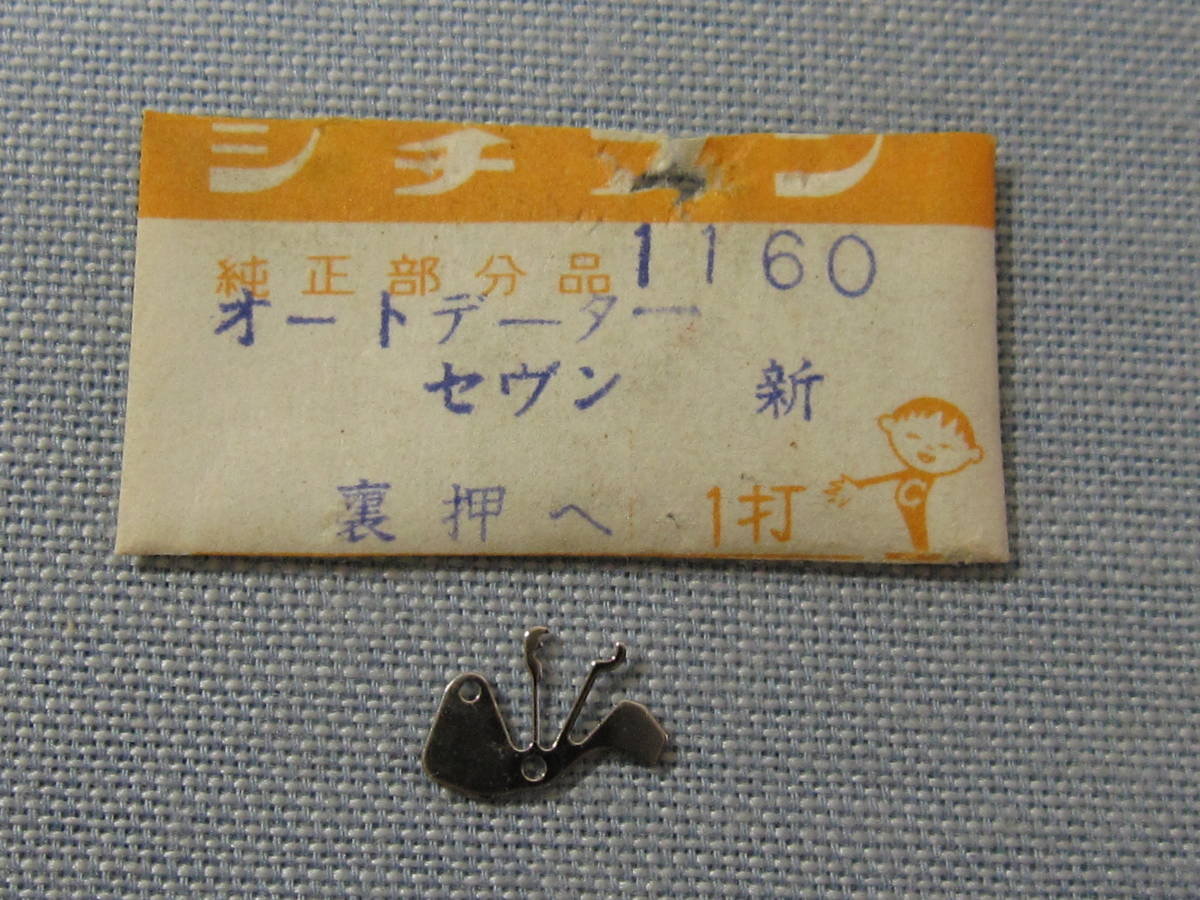 シチズン
純正部分品 1160
オートデーター
セヴン 新
裏押へ 1打
C